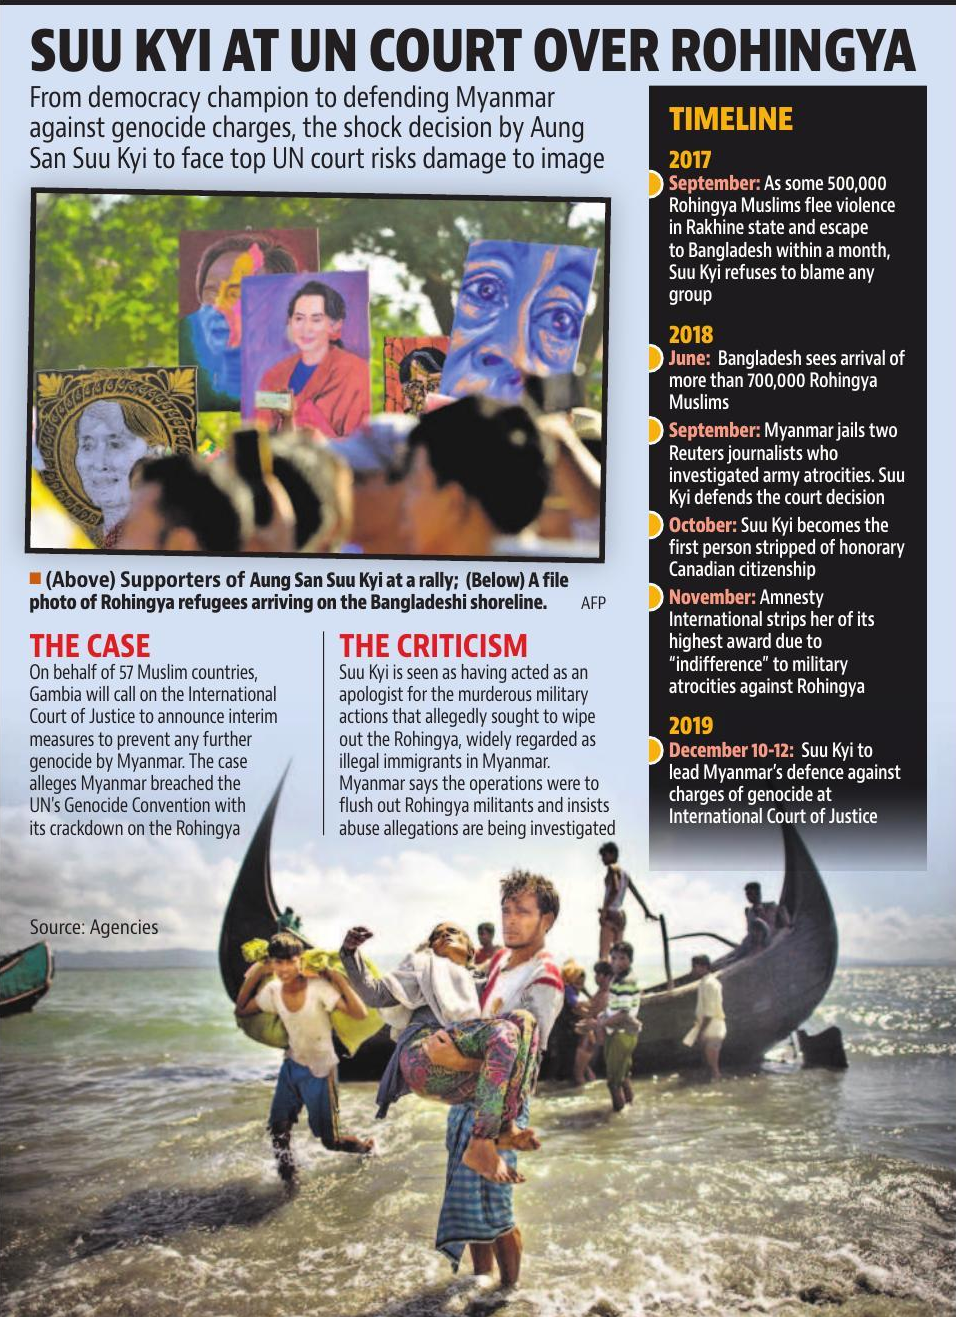 SUU KYI AT UN COURT OVER ROHINGYA
From democracy champion to defending Myanmar
against genocide charges, the shock decision by Aung
San Suu Kyi to face top UN court risks damage to image
(Above) Supporters of Aung San Suu Kyi at a rally; (Below) A file
photo of Rohingya refugees arriving on the Bangladeshi shoreline.
AFP
THE CASE
On behalf of 57 Muslim countries,
Gambia will call on the International
Court of Justice to announce interim
measures to prevent any further
genocide by Myanmar. The case
alleges Myanmar breached the
UN's Genocide Convention with
its crackdown on the Rohingya
THE CRITICISM
Suu Kyi is seen as having acted as an
apologist for the murderous military
actions that allegedly sought to wipe
out the Rohingya, widely regarded as
illegal immigrants in Myanmar.
Myanmar says the operations were to
flush out Rohingya militants and insists
abuse allegations are being investigated
Source: Agencies
TIMELINE
2017
September: As some 500,000
Rohingya Muslims flee violence
in Rakhine state and escape
to Bangladesh within a month,
Suu Kyi refuses to blame any
group
2018
June: Bangladesh sees arrival of
more than 700,000 Rohingya
Muslims
September: Myanmar jails two
Reuters journalists who
investigated army atrocities. Suu
Kyi defends the court decision
October: Suu Kyi becomes the
first person stripped of honorary
Canadian citizenship
November: Amnesty
International strips her of its
highest award due to
“indifference” to military
atrocities against Rohingya
2019
December 10-12: Suu Kyi to
lead Myanmar's defence against
charges of genocide at
International Court of Justice